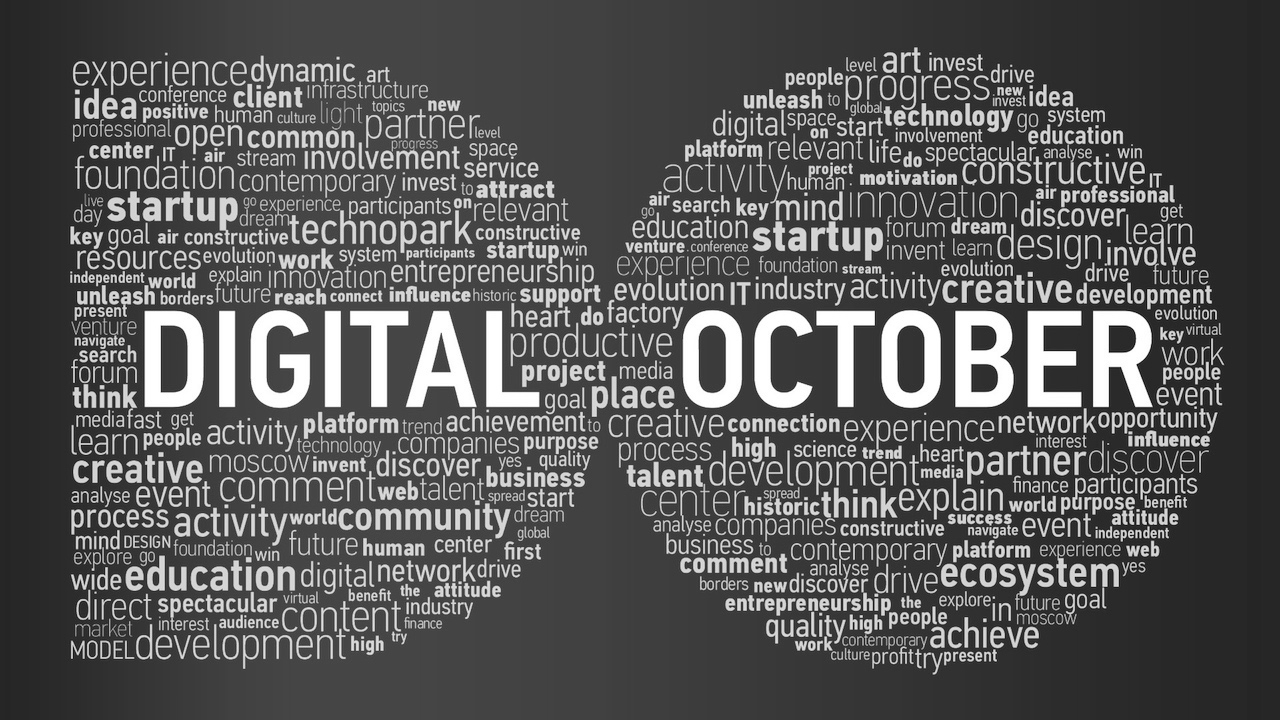 experience dynamic art
idea conference client infrastructure
positive human culture light topics new
professional open common partner level
progress
center IT air stream involvement space
foundation contemporary invest to attract service
live
day startup go experience participants on relevant
dream
key goal air constructive technopark constructive
resources evolution work system participants startup win
independent world explain innovation entrepreneurship
unleash borders future reach connect influence historic support
present
venture
navigate
search
forum
think
heart do factory
productive
project media
goal place
DIGITAL OCTOBER
media fast get platform trend achievement to
learn people activity technology companies purpose
creative moscow invent discover yes quality
analyse event comment web talent spread start business
process activity world community dream
mind DESIGN foundation win future human center first global
explore go
wide education digital network drive
direct spectacular virtual benefit the attitude
market interest audience content finance industry
MODEL development high try
level art invest
people progress drive
unleash to global new invest idea
digital space on start technology go system
involvement education
platform relevant life do spectacular analyse win
activity human project motivation constructive IT
go air search key mind innovation air professional
discover get
education startup forum dream design learn
venture conference invent learn involve
experience foundation stream evolution drive future
evolution IT industry activity creative development
evolution
key virtual
work
people
event
creative connection experience network opportunity
process high science trend heart partner interest influence
discover
talent development media finance participants
center spread historic think explain world purpose benefit
analyse companies constructive success navigate event attitude independent
business to contemporary platform experience web
comment analyse ecosystem yes
borders new discover drive
entrepreneurship the explore in future goal
quality high people moscow
work contemporary achieve
culture profit try present